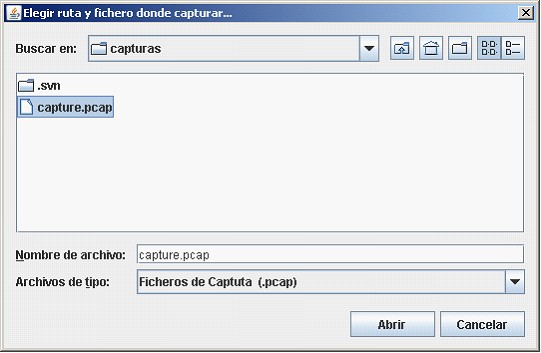 Elegir ruta y fichero donde capturar...
Buscar en: capturas
.svn
capture.pcap
Nombre de archivo: capture.pcap
Archivos de tipo: Ficheros de Captuta (.pcap)
Abrir Cancelar